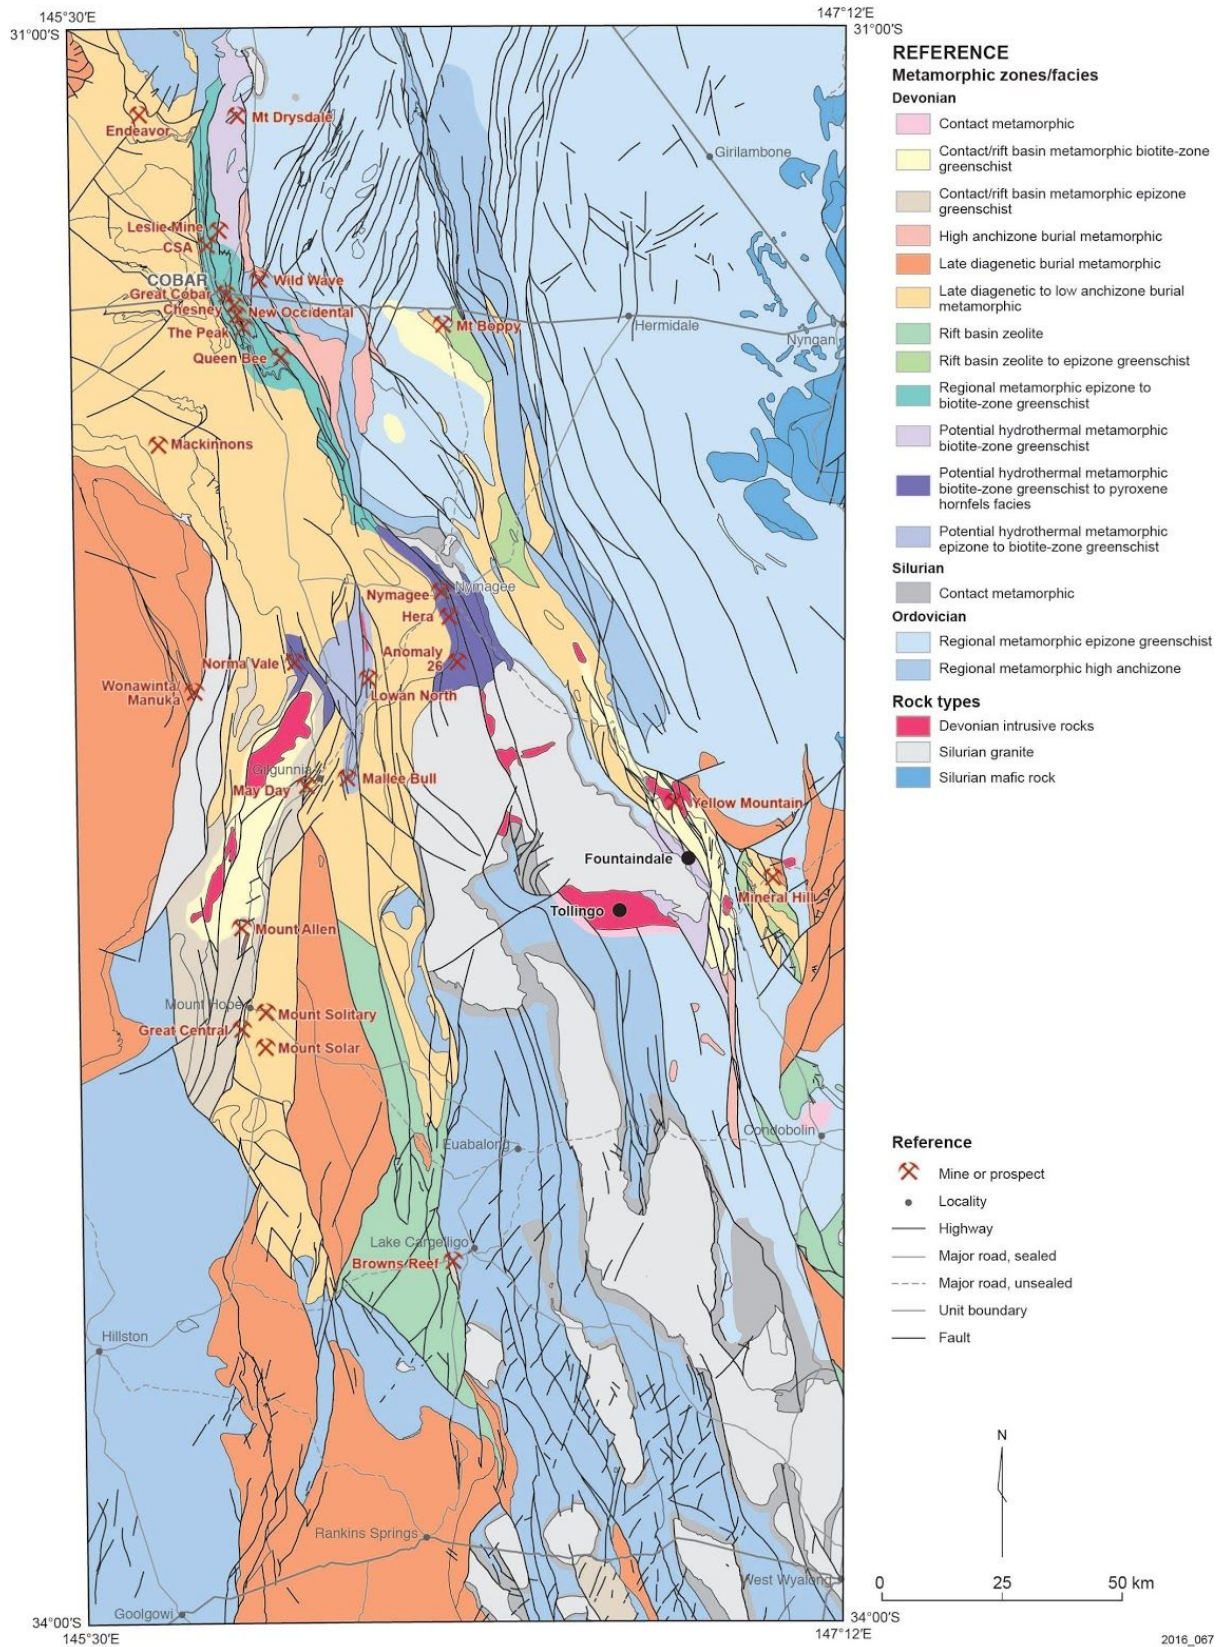 145°30'E
147°12'E
31°00'S
31°00'S
Endeavor
Mt Drysdale
Girilambone
Leslie Mine
CSA
COBAR
Wild Wave
Great Cobar
Chesney
New Occidental
The Peak
Mt Boppy
Hermidale
Nyngan
Queen Bee
Mackinnons
Nymagee
Nymagee
Hera
Anomaly
26
Norma Vale
Wonawinta/
Manuka
Lowan North
Gilgunnia
May Day
Mallee Bull
Yellow Mountain
Fountaindale
Mineral Hill
Tollingo
Mount Allen
Mount Hope
Mount Solitary
Great Central
Mount Solar
Condobolin
Euabalong
Lake Cargelligo
Browns Reef
Hillston
Rankins Springs
West Wyalong
Goolgowi
34°00'S
34°00'S
145°30'E
147°12'E
REFERENCE
Metamorphic zones/facies
Devonian
Contact metamorphic
Contact/rift basin metamorphic biotite-zone
greenschist
Contact/rift basin metamorphic epizone
greenschist
High anchizone burial metamorphic
Late diagenetic burial metamorphic
Late diagenetic to low anchizone burial
metamorphic
Rift basin zeolite
Rift basin zeolite to epizone greenschist
Regional metamorphic epizone to
biotite-zone greenschist
Potential hydrothermal metamorphic
biotite-zone greenschist
Potential hydrothermal metamorphic
biotite-zone greenschist to pyroxene
hornfels facies
Potential hydrothermal metamorphic
epizone to biotite-zone greenschist
Silurian
Contact metamorphic
Ordovician
Regional metamorphic epizone greenschist
Regional metamorphic high anchizone
Rock types
Devonian intrusive rocks
Silurian granite
Silurian mafic rock
Reference
Mine or prospect
Locality
Highway
Major road, sealed
Major road, unsealed
Unit boundary
Fault
N
0 25 50 km
2016_067